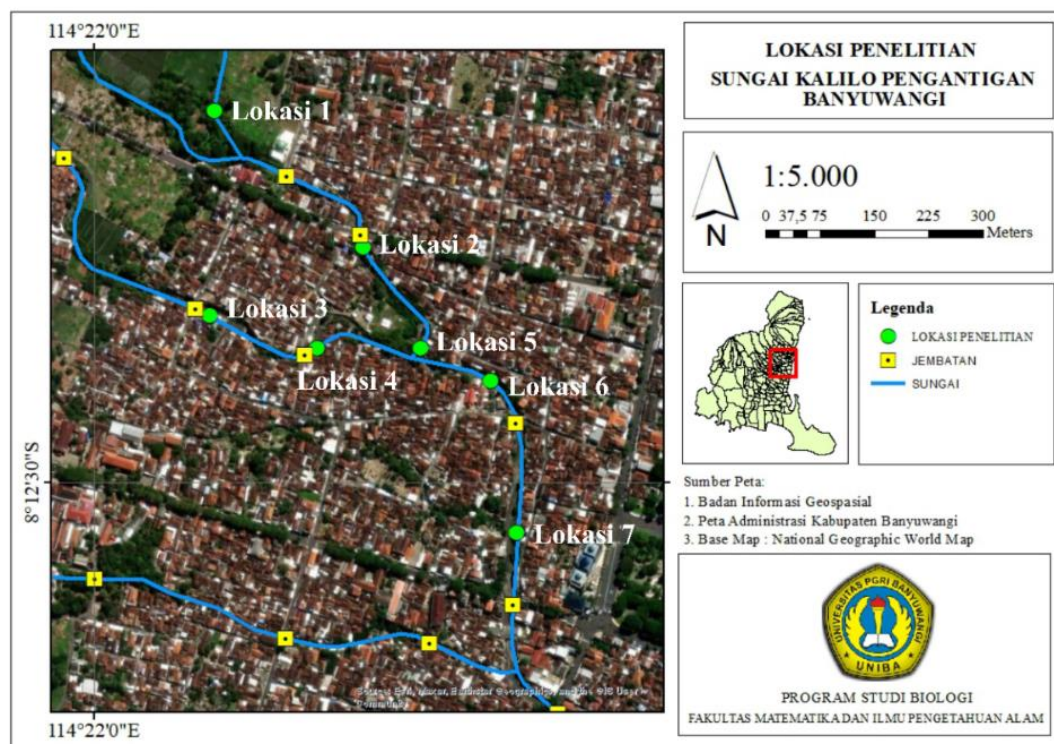 114°22'0"E
Lokasi 1
Lokasi 2
Lokasi 3
Lokasi 4
Lokasi 5
Lokasi 6
Lokasi 7
8°12'30"S
114°22'0"E
LOKASI PENELITIAN
SUNGAI KALILO PENGANTIGAN
BANYUWANGI
1:5.000
0 37,5 75 150 225 300
Meters
N
Legenda
LOKASI PENELITIAN
JEMBATAN
SUNGAI
Sumber Peta:
1. Badan Informasi Geospasial
2. Peta Administrasi Kabupaten Banyuwangi
3. Base Map : National Geographic World Map
UNIVERSITAS PGRI BANYUWANGI
UNIBA
PROGRAM STUDI BIOLOGI
FAKULTAS MATEMATIKA DAN ILMU PENGETAHUAN ALAM